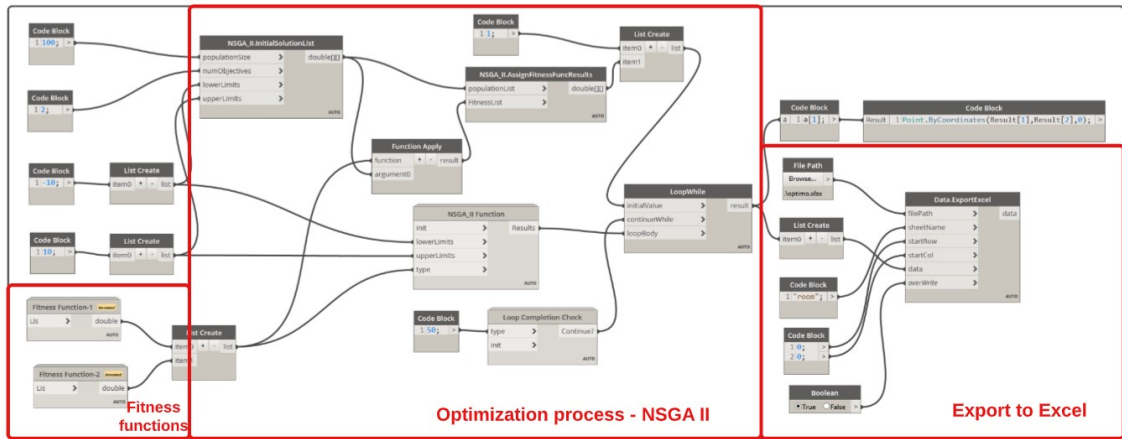 Code Block
1 100; >
Code Block
1 2; >
Code Block
1 -10; >
List Create
item0 + - list
Code Block
1 10; >
List Create
item0 + - list
Fitness Function-1
Lis > double
AUTO
Fitness Function-2
Lis > double
AUTO
List Create
item0 + - list
item1
Fitness
functions
NSGA_II.InitialSolutionList
populationSize > double[][]
numObjectives >
lowerLimits >
upperLimits >
AUTO
Code Block
1 1; >
List Create
item0 + - list
item1
NSGA_II.AssignFitnessFuncResults
populationList > double[][]
FitnessList >
AUTO
Function Apply
function + - result
argument0
NSGA_II Function
init > Results
lowerLimits >
upperLimits >
type >
AUTO
LoopWhile
initialValue > result
continueWhile >
loopBody >
AUTO
Code Block
1 50; >
Loop Completion Check
type > Continue?
init >
AUTO
Optimization process - NSGA II
Code Block
a 1 a[1]; >
Code Block
Result 1 Point.ByCoordinates(Result[1],Result[2],0); >
File Path
Browse... >
.\optimo.xlsx
List Create
item0 + - list
Code Block
1 "room"; >
Code Block
1 0; >
2 0; >
Boolean
True False >
Data.ExportExcel
filePath > data
sheetName >
startRow >
startCol >
data >
overWrite >
AUTO
Export to Excel